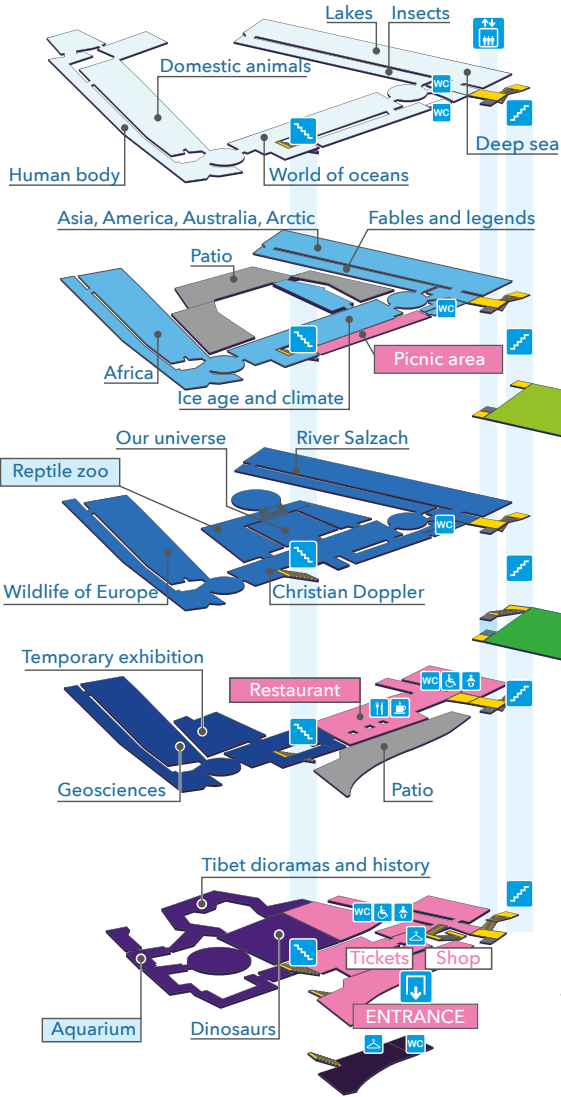 Lakes
Insects
Domestic animals
WC
WC
Deep sea
Human body
World of oceans
Asia, America, Australia, Arctic
Fables and legends
Patio
WC
Picnic area
Africa
Ice age and climate
Our universe
River Salzach
Reptile zoo
WC
Wildlife of Europe
Christian Doppler
Temporary exhibition
WC
Restaurant
Geosciences
Patio
Tibet dioramas and history
WC
Tickets
Shop
Aquarium
Dinosaurs
ENTRANCE
WC